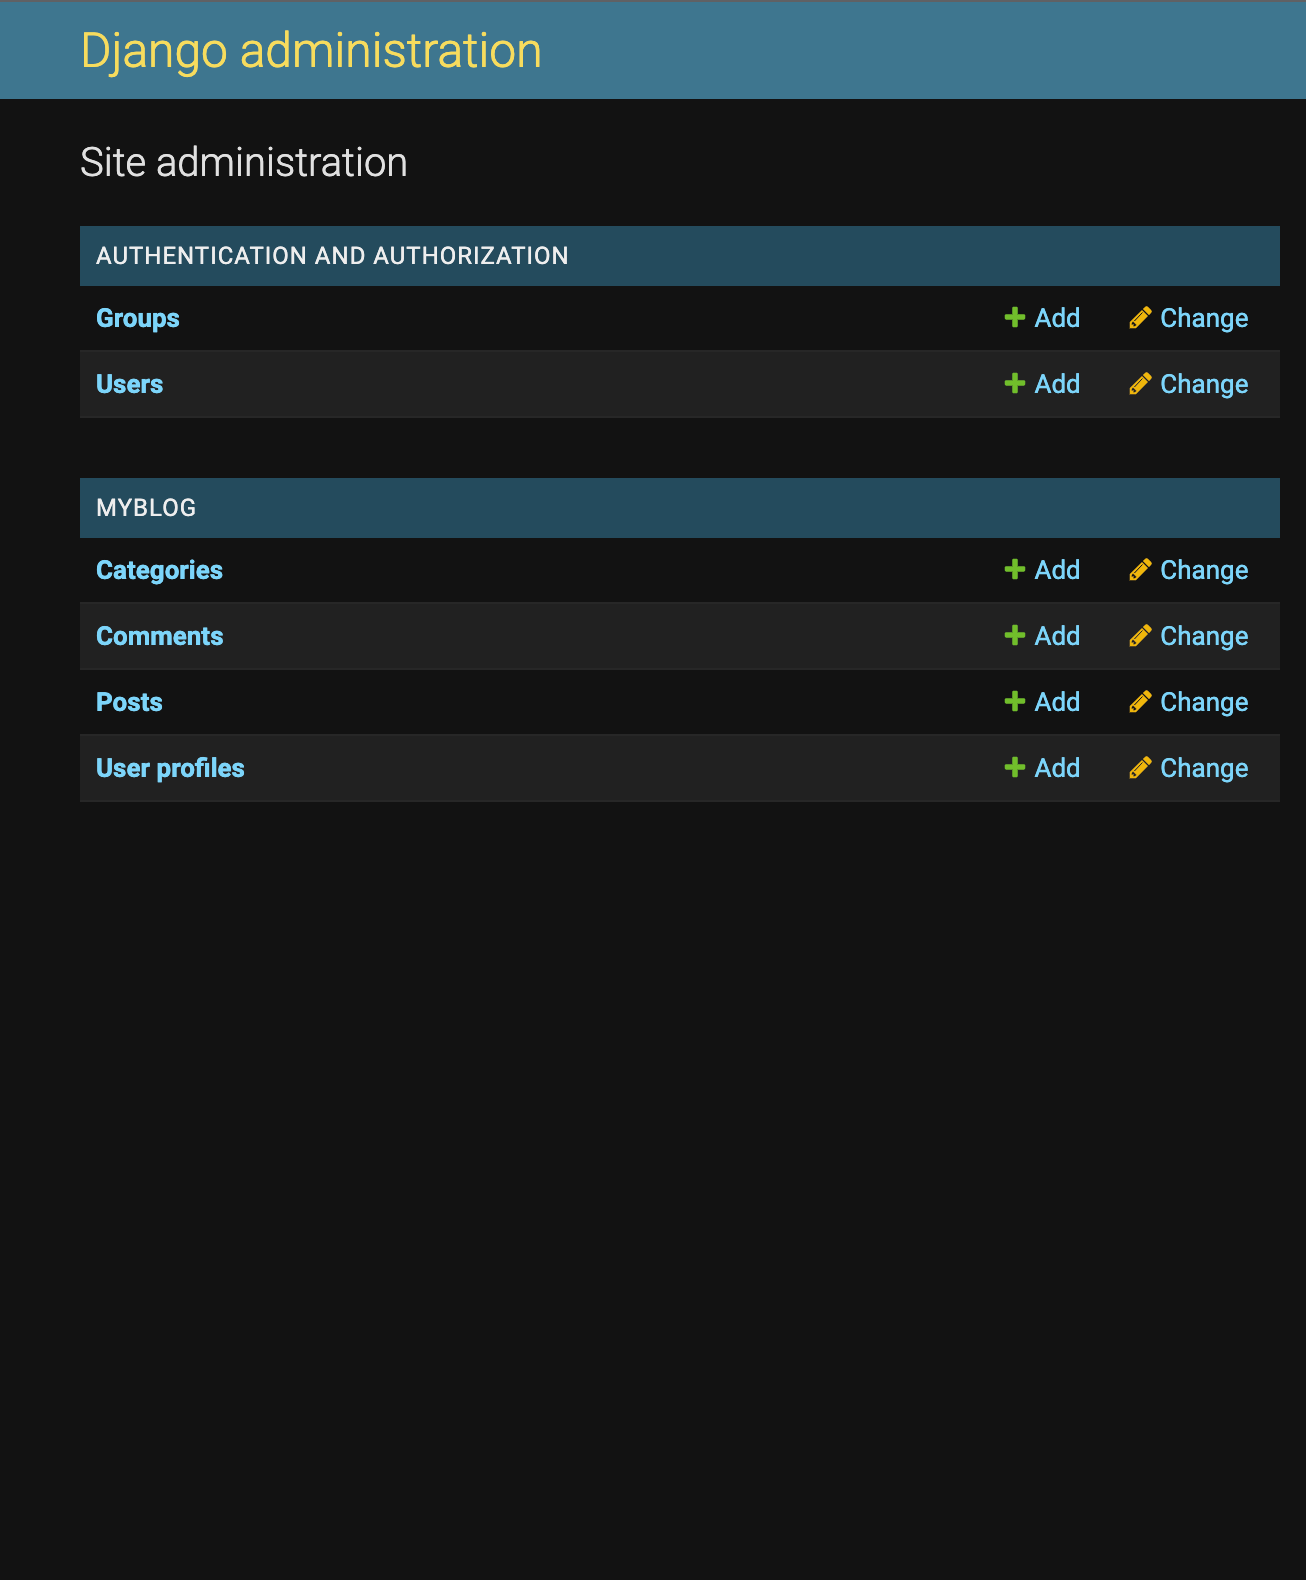 Django administration
Site administration
AUTHENTICATION AND AUTHORIZATION
Groups Add Change
Users Add Change
MYBLOG
Categories Add Change
Comments Add Change
Posts Add Change
User profiles Add Change